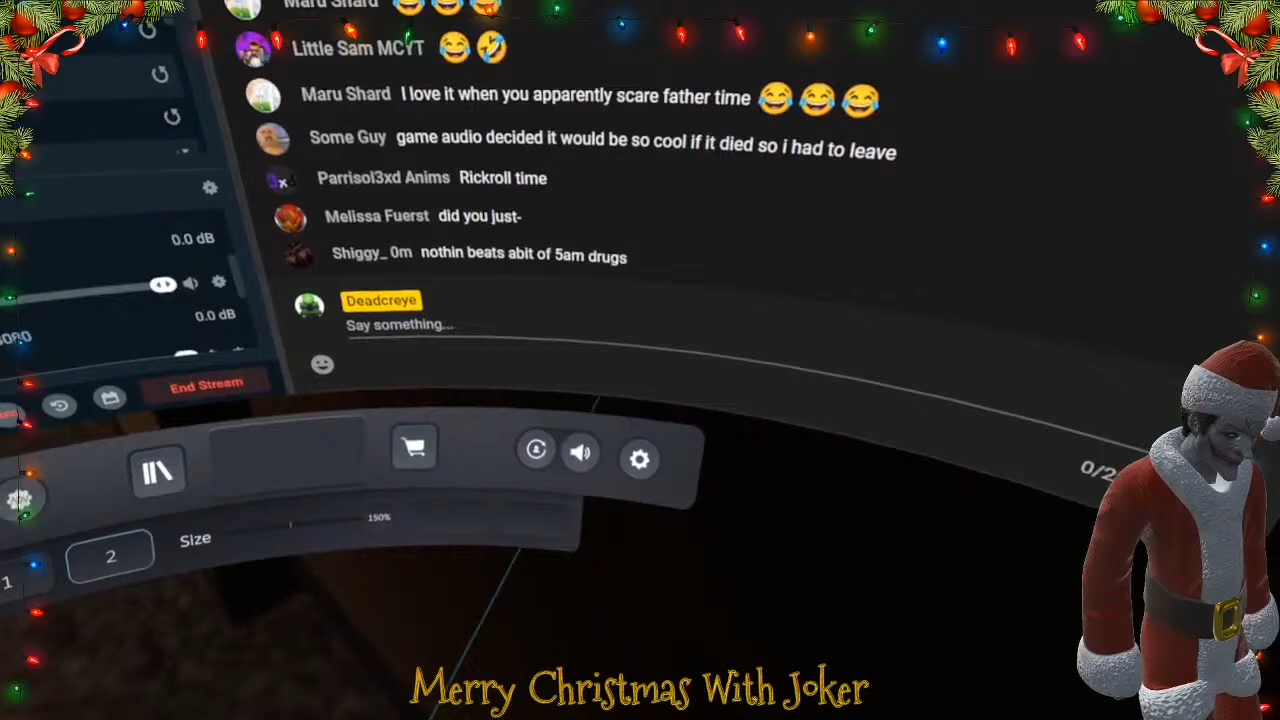 Maru Shard 😂😂😂
Little Sam MCYT 😂🤣
Maru Shard I love it when you apparently scare father time 😂😂😂
Some Guy game audio decided it would be so cool if it died so i had to leave
Parrisol3xd Anims Rickroll time
Melissa Fuerst did you just-
Shiggy_ 0m nothin beats abit of 5am drugs
Deadcreye
Say something...
0.0 dB
0.0 dB
End Stream
1
2
Size
150%
Merry Christmas With Joker